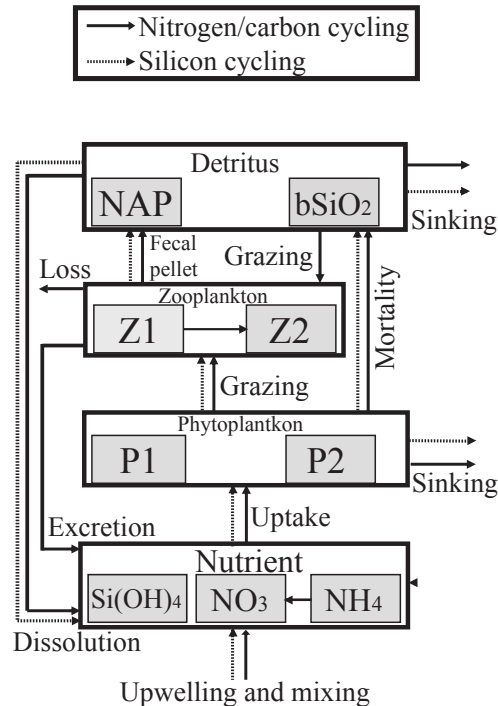 Nitrogen/carbon cycling
Silicon cycling
Detritus
NAP
bSiO2
Sinking
Fecal
pellet
Grazing
Loss
Zooplankton
Z1
Z2
Mortality
Grazing
Phytoplantkon
P1
P2
Sinking
Uptake
Excretion
Nutrient
Si(OH)4
NO3
NH4
Dissolution
Upwelling and mixing